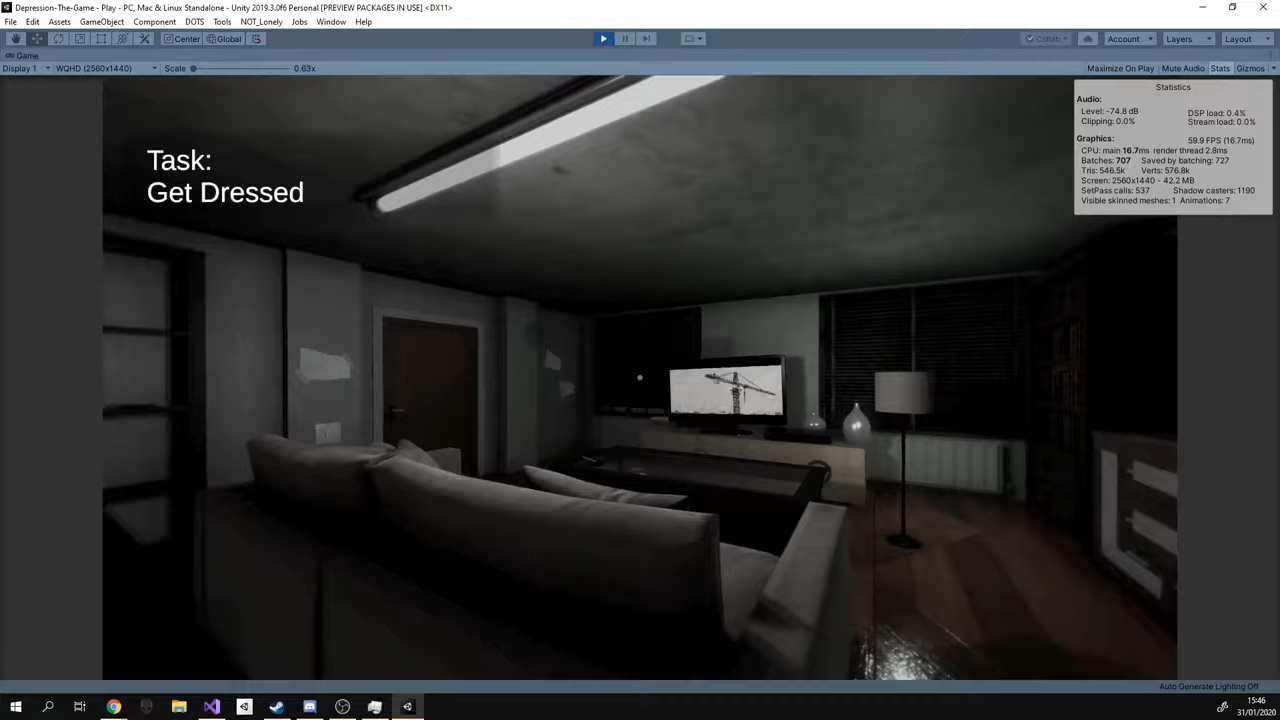 Depression-The-Game - Play - PC, Mac & Linux Standalone - Unity 2019.3.0f6 Personal [PREVIEW PACKAGES IN USE] <DX11>
File Edit Assets GameObject Component DOTS Tools NOT_Lonely Jobs Window Help
Center Global Collab Account Layers Layout
Game
Display 1 WQHD (2560x1440) Scale 0.63x Maximize On Play Mute Audio Stats Gizmos
Statistics
Audio:
Level: -74.8 dB DSP load: 0.4%
Clipping: 0.0% Stream load: 0.0%
Graphics: 59.9 FPS (16.7ms)
CPU: main 16.7ms render thread 2.8ms
Batches: 707 Saved by batching: 727
Tris: 546.5k Verts: 576.8k
Screen: 2560x1440 - 42.2 MB
SetPass calls: 537 Shadow casters: 1190
Visible skinned meshes: 1 Animations: 7
Task:
Get Dressed
Auto Generate Lighting Off
15:46
31/01/2020